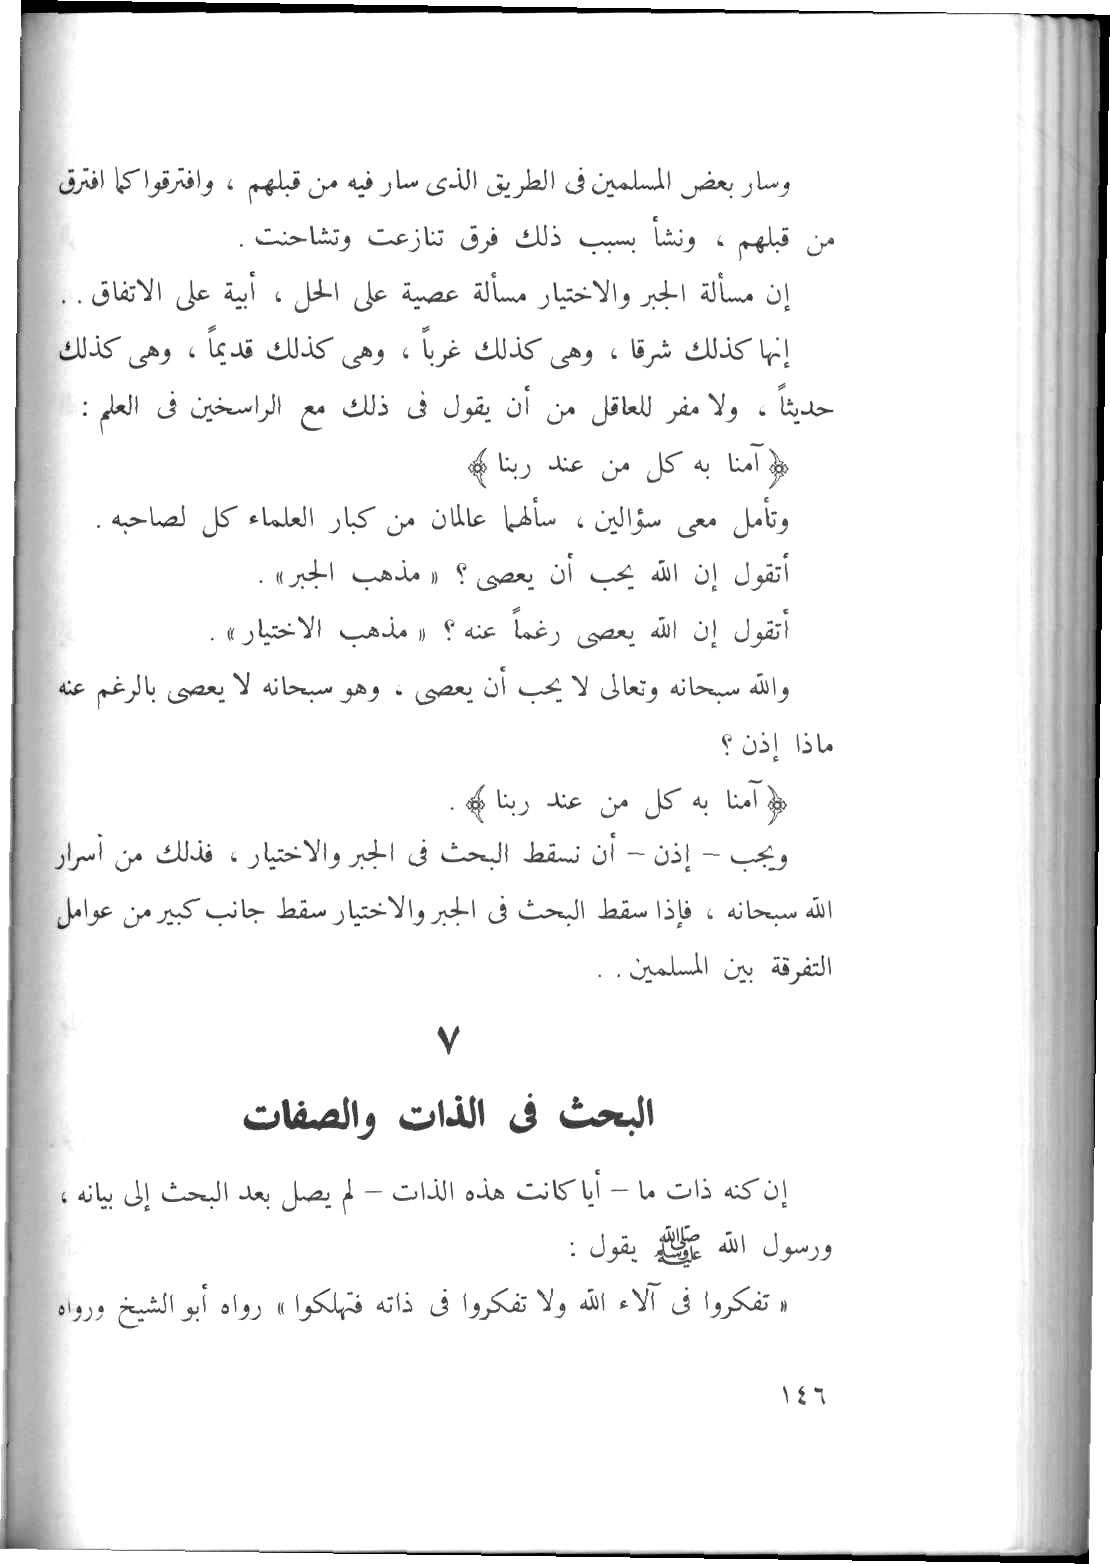 وسار بعض المسلمين فى الطريق الذى سار فيه من قبلهم ، وافترقوا كما افترق
من قبلهم ، ونشأ بسبب ذلك فرق تنازعت وتشاحنت .
إن مسألة الجبر والاختيار مسألة عصية على الحل ، أبية على الاتفاق . .
إنها كذلك شرقا ، وهى كذلك غرباً ، وهى كذلك قديماً ، وهى كذلك
حديثاً ، ولا مفر للعاقل من أن يقول فى ذلك مع الراسخين فى العلم :
﴿ آمنا به كل من عند ربنا ﴾
وتأمل معى سؤالين ، سألهما عالمان من كبار العلماء كل لصاحبه .
أتقول إن الله يحب أن يعصى ؟ « مذهب الجبر» .
أتقول إن الله يعصى رغماً عنه ؟ « مذهب الاختيار» .
والله سبحانه وتعالى لا يحب أن يعصى ، وهو سبحانه لا يعصى بالرغم عنه
ماذا إذن ؟
﴿ آمنا به كل من عند ربنا ﴾ .
ويجب – إذن – أن نسقط البحث فى الجبر والاختيار ، فذلك من أسرار
الله سبحانه ، فإذا سقط البحث فى الجبر والاختيار سقط جانب كبير من عوامل
التفرقة بين المسلمين . .
٧
البحث فى الذات والصفات
إن كنه ذات ما – أيا كانت هذه الذات – لم يصل بعد البحث إلى بيانه ،
ورسول الله ﷺ يقول :
« تفكروا فى آلاء الله ولا تفكروا فى ذاته فتهلكوا » رواه أبو الشيخ ورواه
١٤٦